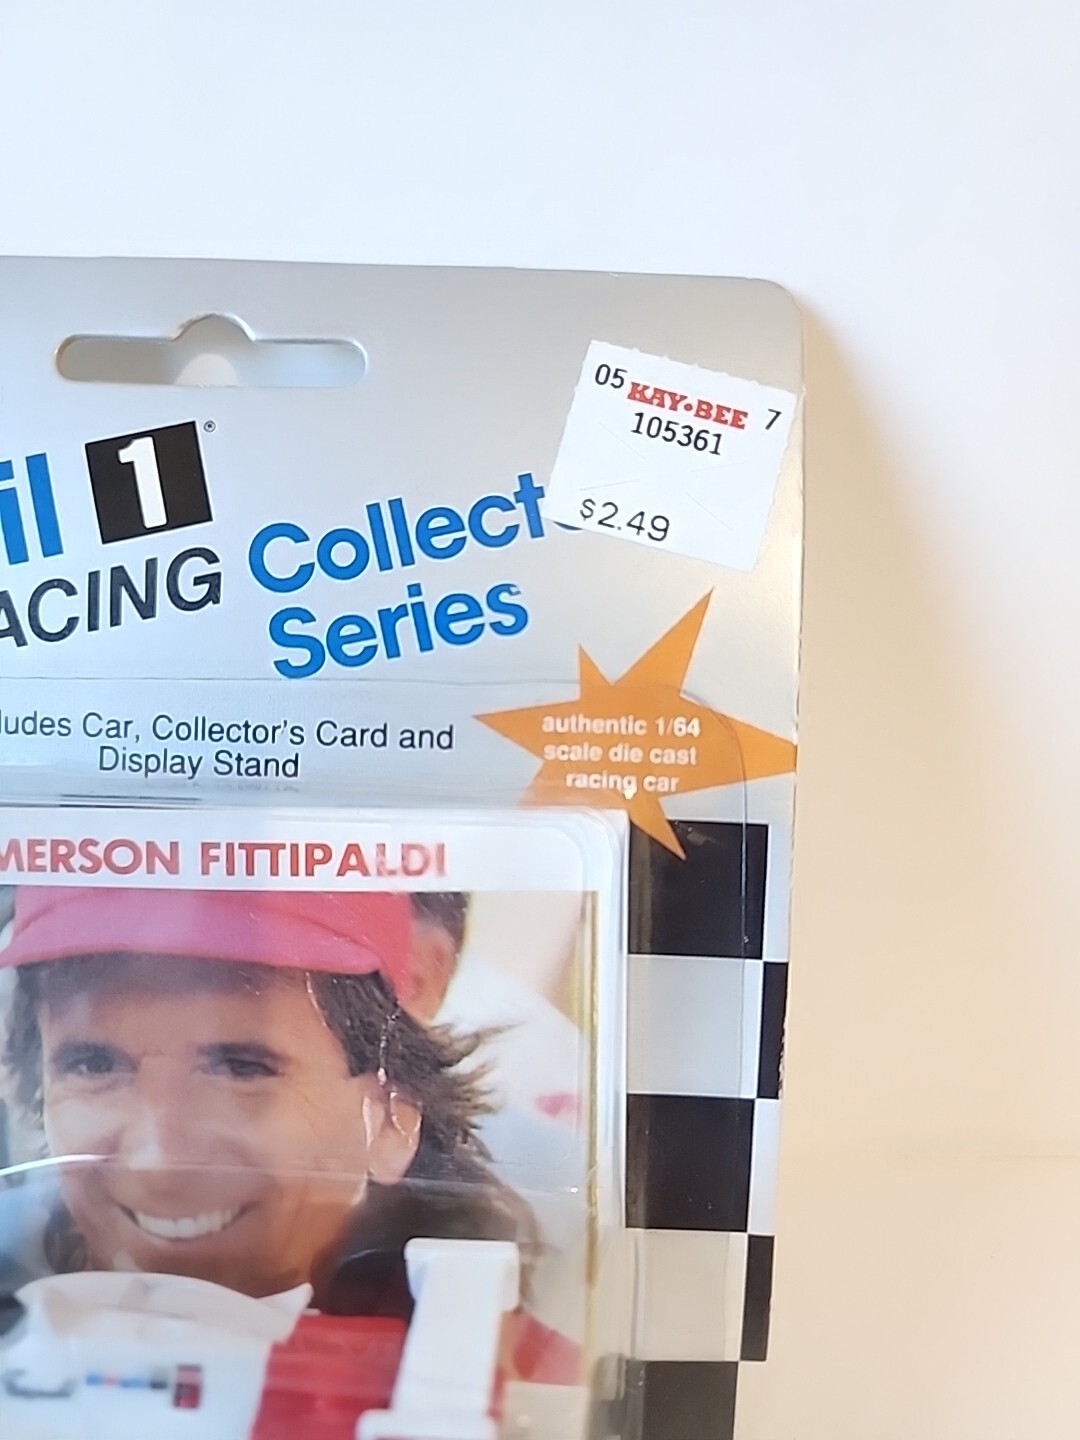 05 KAY·BEE 7
105361
$2.49
il 1®
ACING Collect
Series
ludes Car, Collector's Card and
Display Stand
authentic 1/64
scale die cast
racing car
MERSON FITTIPALDI